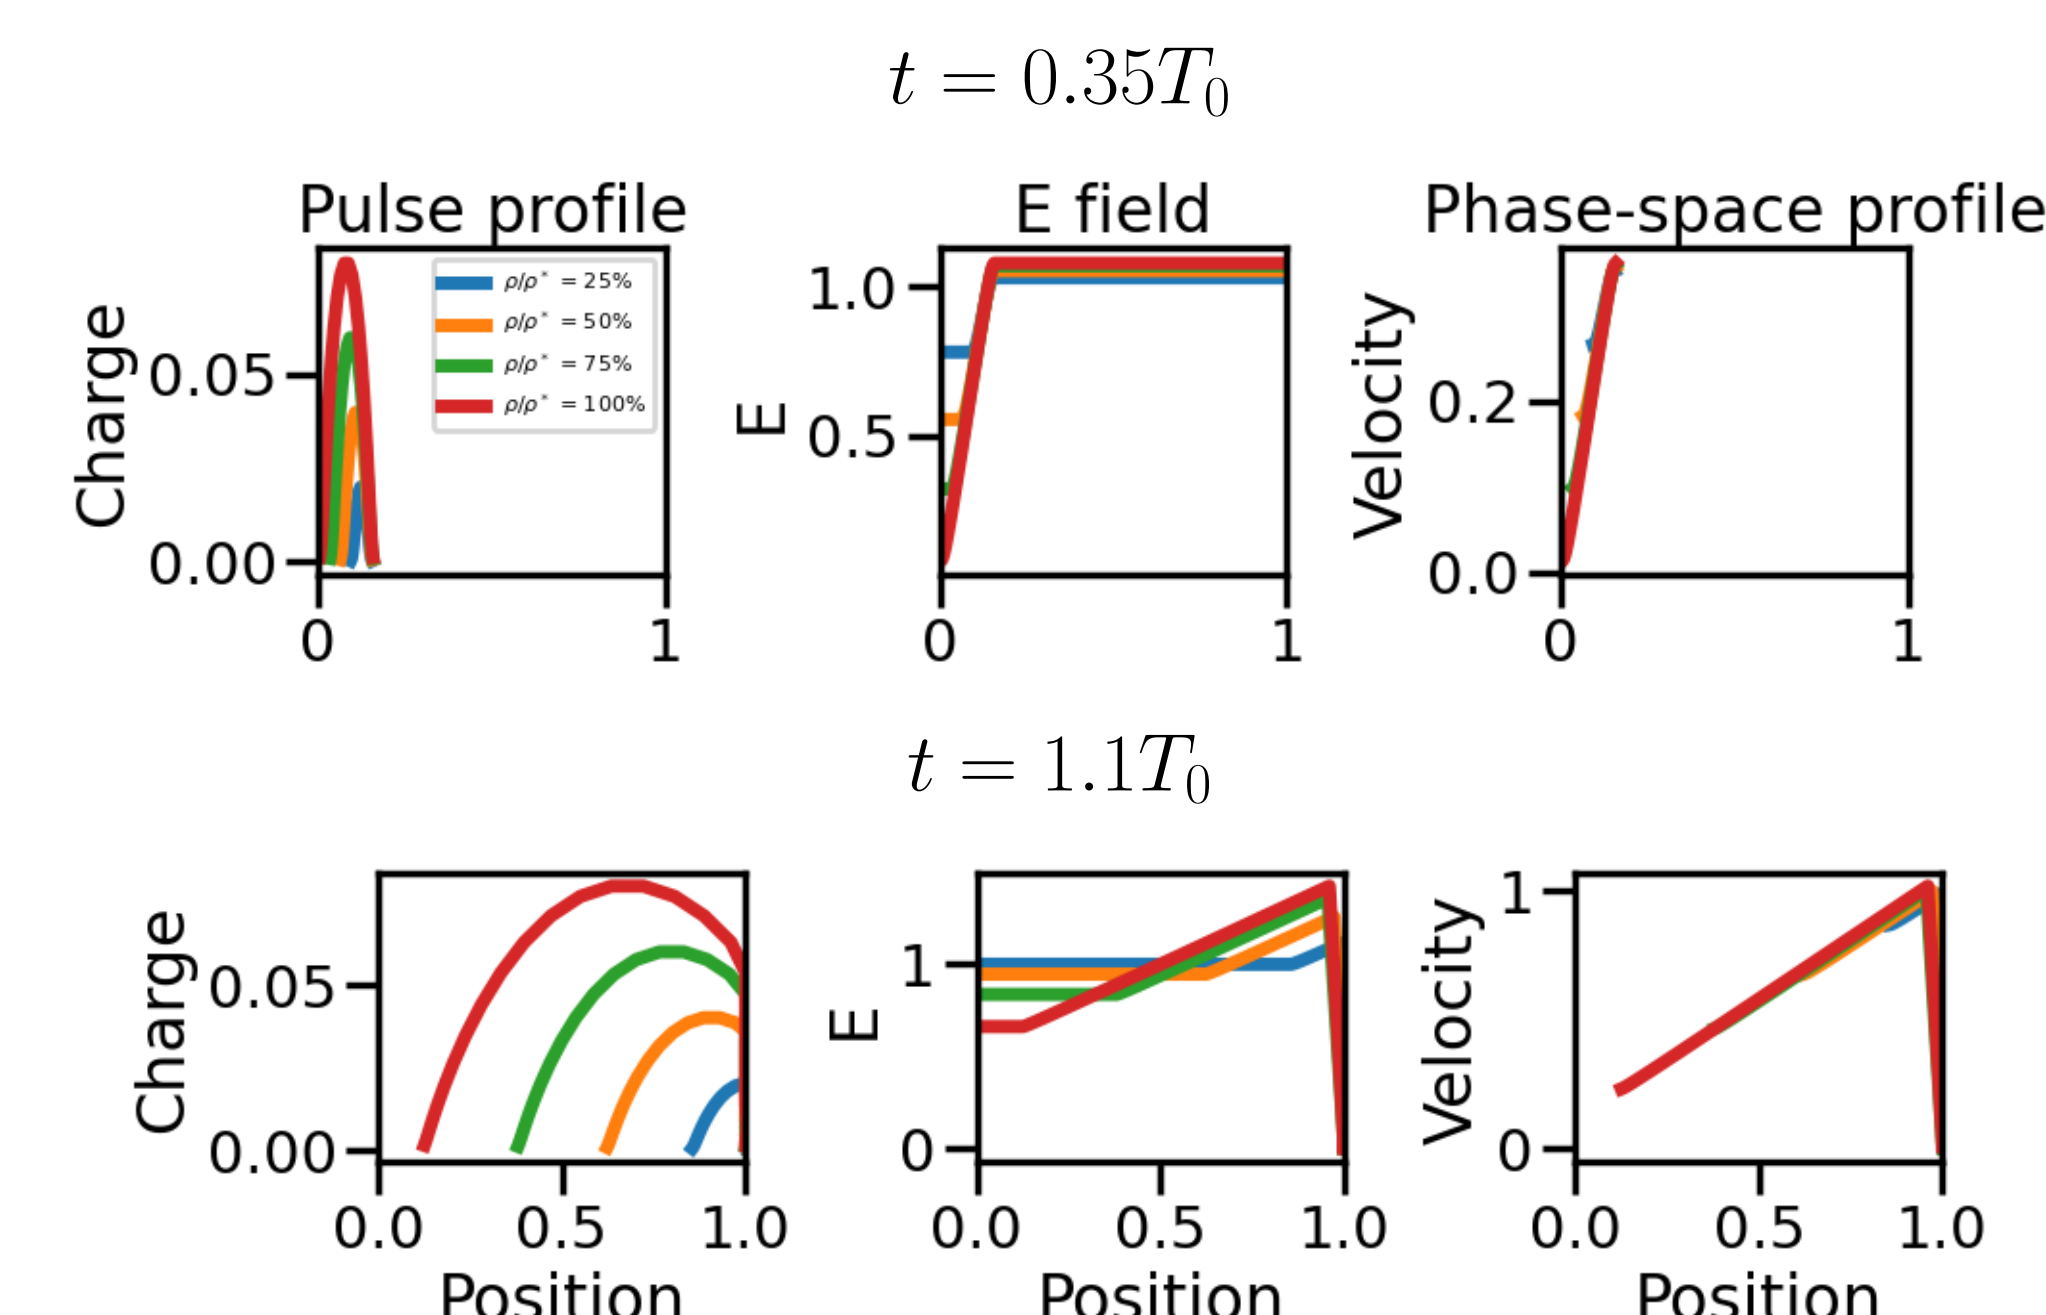 t = 0.35T₀
Pulse profile
E field
Phase-space profile
Charge
0.05
0.00
0
1
ρ/ρ* = 25%
ρ/ρ* = 50%
ρ/ρ* = 75%
ρ/ρ* = 100%
E
1.0
0.5
0
1
Velocity
0.2
0.0
0
1
t = 1.1T₀
Charge
0.05
0.00
0.0
0.5
1.0
Position
E
1
0
0.0
0.5
1.0
Position
Velocity
1
0
0.0
0.5
1.0
Position